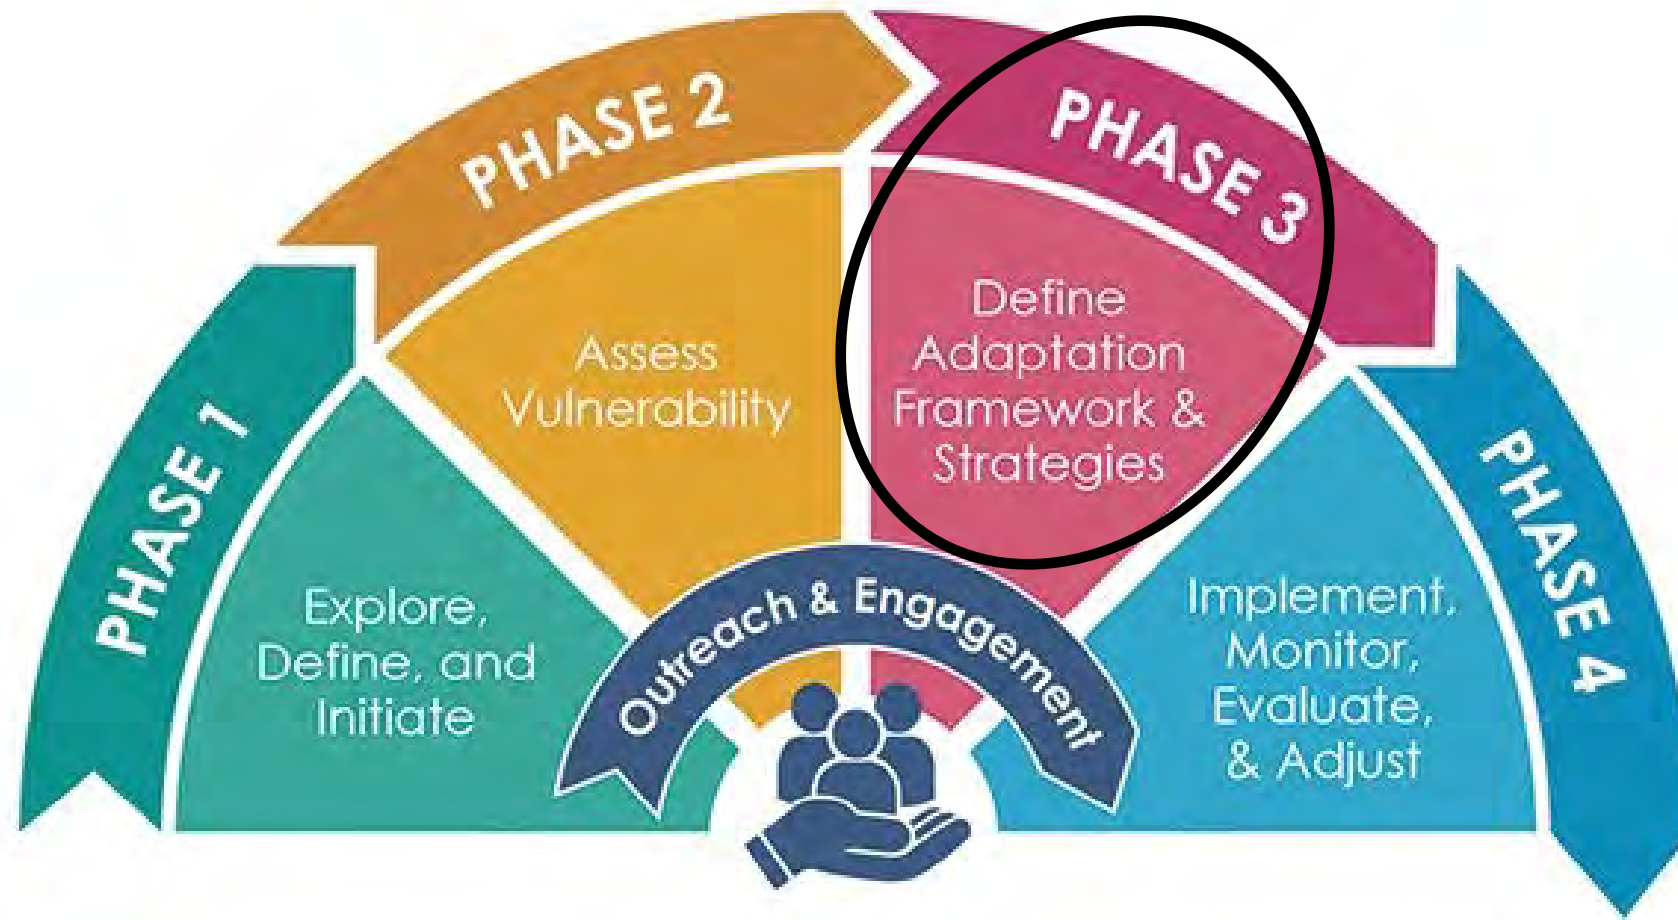 PHASE 1
Explore,
Define, and
Initiate
PHASE 2
Assess
Vulnerability
PHASE 3
Define
Adaptation
Framework &
Strategies
PHASE 4
Implement,
Monitor,
Evaluate,
& Adjust
Outreach & Engagement